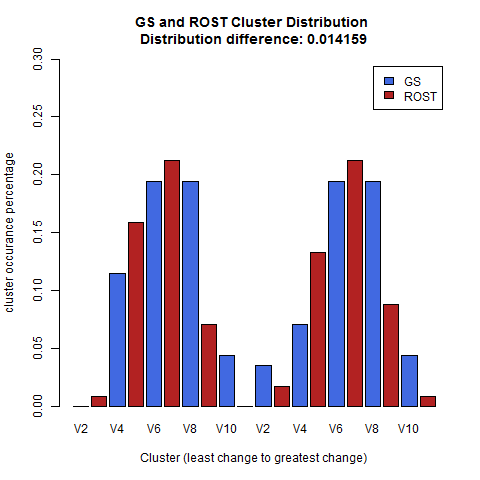 GS and ROST Cluster Distribution
Distribution difference: 0.014159
GS
ROST
0.30
0.25
0.20
0.15
0.10
0.05
0.00
cluster occurance percentage
V2 V4 V6 V8 V10 V2 V4 V6 V8 V10
Cluster (least change to greatest change)